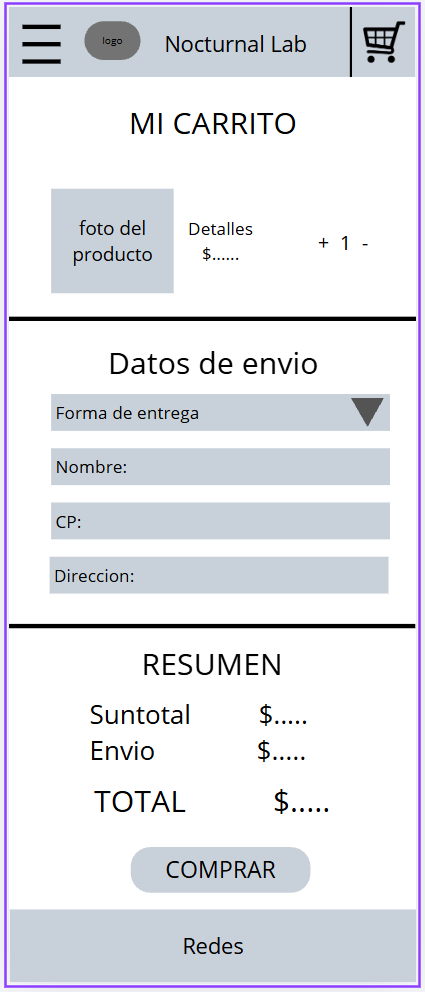 logo
Nocturnal Lab
MI CARRITO
foto del
producto
Detalles
$......
+ 1 -
Datos de envio
Forma de entrega
Nombre:
CP:
Direccion:
RESUMEN
Suntotal $.....
Envio $.....
TOTAL $.....
COMPRAR
Redes